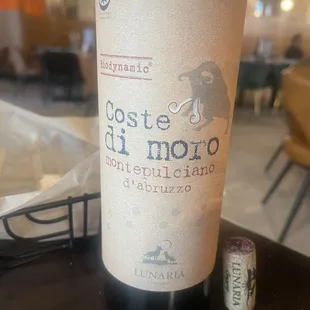 biodynamic®
Coste
di moro
montepulciano
d'abruzzo
LUNARIA
LUNARIA